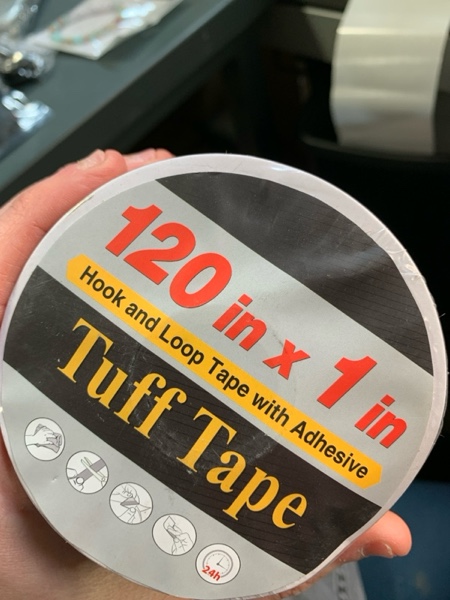 120 in x 1 in
Hook and Loop Tape with Adhesive
Tuff Tape
24h